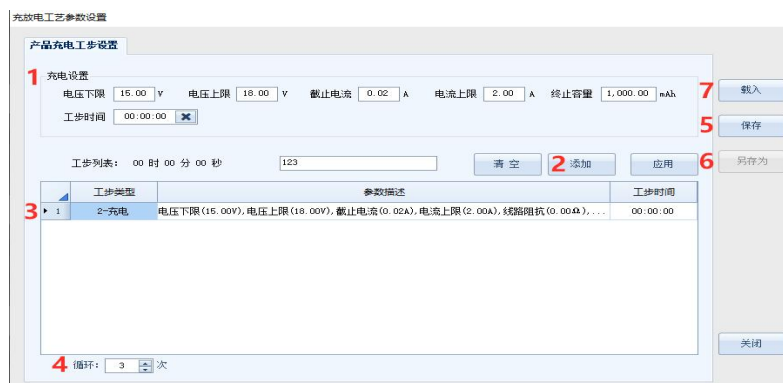 充放电工艺参数设置
产品充电工步设置
1 充电设置
电压下限 15.00 V 电压上限 18.00 V 截止电流 0.02 A 电流上限 2.00 A 终止容量 1,000.00 mAh
工步时间 00:00:00
7 载入
5 保存
工步列表: 00 时 00 分 00 秒 123 清 空 2 添加 应用 6 另存为
工步类型 参数描述 工步时间
3 1 2-充电 电压下限(15.00V),电压上限(18.00V),截止电流(0.02A),电流上限(2.00A),线路阻抗(0.00Ω),... 00:00:00
关闭
4 循环: 3 次